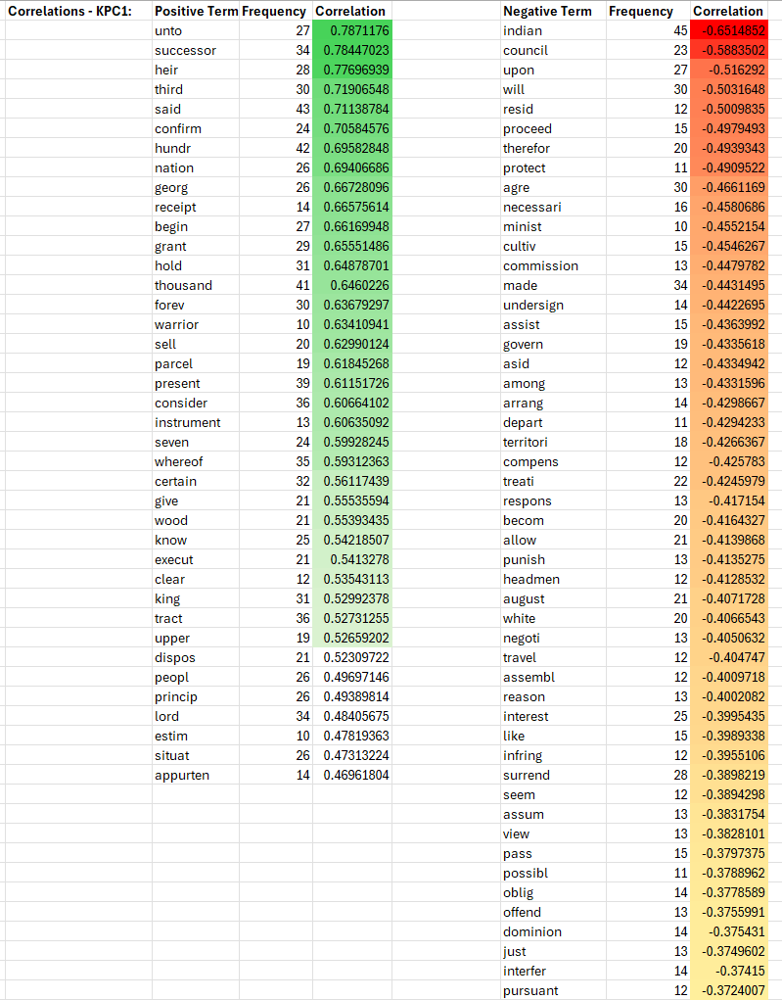 Correlations - KPC1: Positive Term Frequency Correlation Negative Term Frequency Correlation
unto 27 0.7871176 indian 45 -0.6514852
successor 34 0.78447023 council 23 -0.5883502
heir 28 0.77696939 upon 27 -0.516292
third 30 0.71906548 will 30 -0.5031648
said 43 0.71138784 resid 12 -0.5009835
confirm 24 0.70584576 proceed 15 -0.4979493
hundr 42 0.69582848 therefor 20 -0.4939343
nation 26 0.69406686 protect 11 -0.4909522
georg 26 0.66728096 agre 30 -0.4661169
receipt 14 0.66575614 necessari 16 -0.4580686
begin 27 0.66169948 minist 10 -0.4552154
grant 29 0.65551486 cultiv 15 -0.4546267
hold 31 0.64878701 commission 13 -0.4479782
thousand 41 0.6460226 made 34 -0.4431495
forev 30 0.63679297 undersign 14 -0.4422695
warrior 10 0.63410941 assist 15 -0.4363992
sell 20 0.62990124 govern 19 -0.4335618
parcel 19 0.61845268 asid 12 -0.4334942
present 39 0.61151726 among 13 -0.4331596
consider 36 0.60664102 arrang 14 -0.4298667
instrument 13 0.60635092 depart 11 -0.4294233
seven 24 0.59928245 territori 18 -0.4266367
whereof 35 0.59312363 compens 12 -0.425783
certain 32 0.56117439 treati 22 -0.4245979
give 21 0.55535594 respons 13 -0.417154
wood 21 0.55393435 becom 20 -0.4164327
know 25 0.54218507 allow 21 -0.4139868
execut 21 0.5413278 punish 13 -0.4135275
clear 12 0.53543113 headmen 12 -0.4128532
king 31 0.52992378 august 21 -0.4071728
tract 36 0.52731255 white 20 -0.4066543
upper 19 0.52659202 negoti 13 -0.4050632
dispos 21 0.52309722 travel 12 -0.404747
peopl 26 0.49697146 assembl 12 -0.4009718
princip 26 0.49389814 reason 13 -0.4002082
lord 34 0.48405675 interest 25 -0.3995435
estim 10 0.47819363 like 15 -0.3989338
situat 26 0.47313224 infring 12 -0.3955106
appurten 14 0.46961804 surrend 28 -0.3898219
seem 12 -0.3894298
assum 13 -0.3831754
view 13 -0.3828101
pass 15 -0.3797375
possibl 11 -0.3788962
oblig 14 -0.3778589
offend 13 -0.3755991
dominion 14 -0.375431
just 13 -0.3749602
interfer 14 -0.37415
pursuant 12 -0.3724007